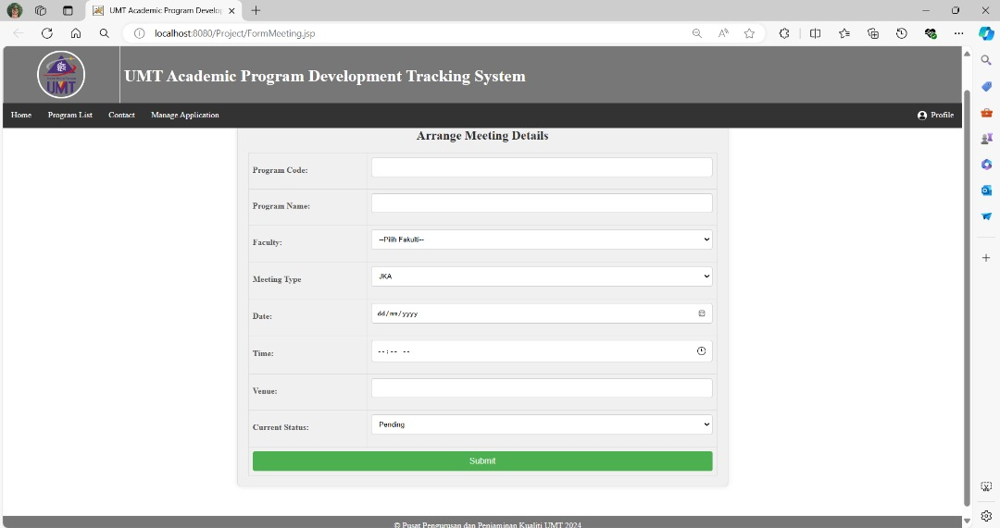 UMT Academic Program Develop
localhost:8080/Project/FormMeeting.jsp
UMT
UMT Academic Program Development Tracking System
Home Program List Contact Manage Application Profile
Arrange Meeting Details
Program Code:
Program Name:
Faculty: --Pilih Fakulti--
Meeting Type JKA
Date: dd/mm/yyyy
Time: --:-- --
Venue:
Current Status: Pending
Submit
© Pusat Pengurusan dan Penjaminan Kualiti UMT 2024